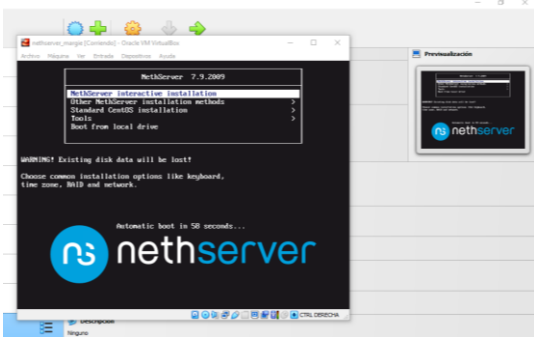 nethserver_margie [Corriendo] - Oracle VM VirtualBox
Archivo Máquina Ver Entrada Dispositivos Ayuda
NethServer 7.9.2009
NethServer interactive installation
Other NethServer installation methods >
Standard CentOS installation >
Tools >
Boot from local drive
WARNING! Existing disk data will be lost!
Choose common installation options like keyboard,
time zone, RAID and network.
Automatic boot in 58 seconds...
ns nethserver
CTRL DERECHA
Previsualización
ns nethserver
Descripción
Ninguno